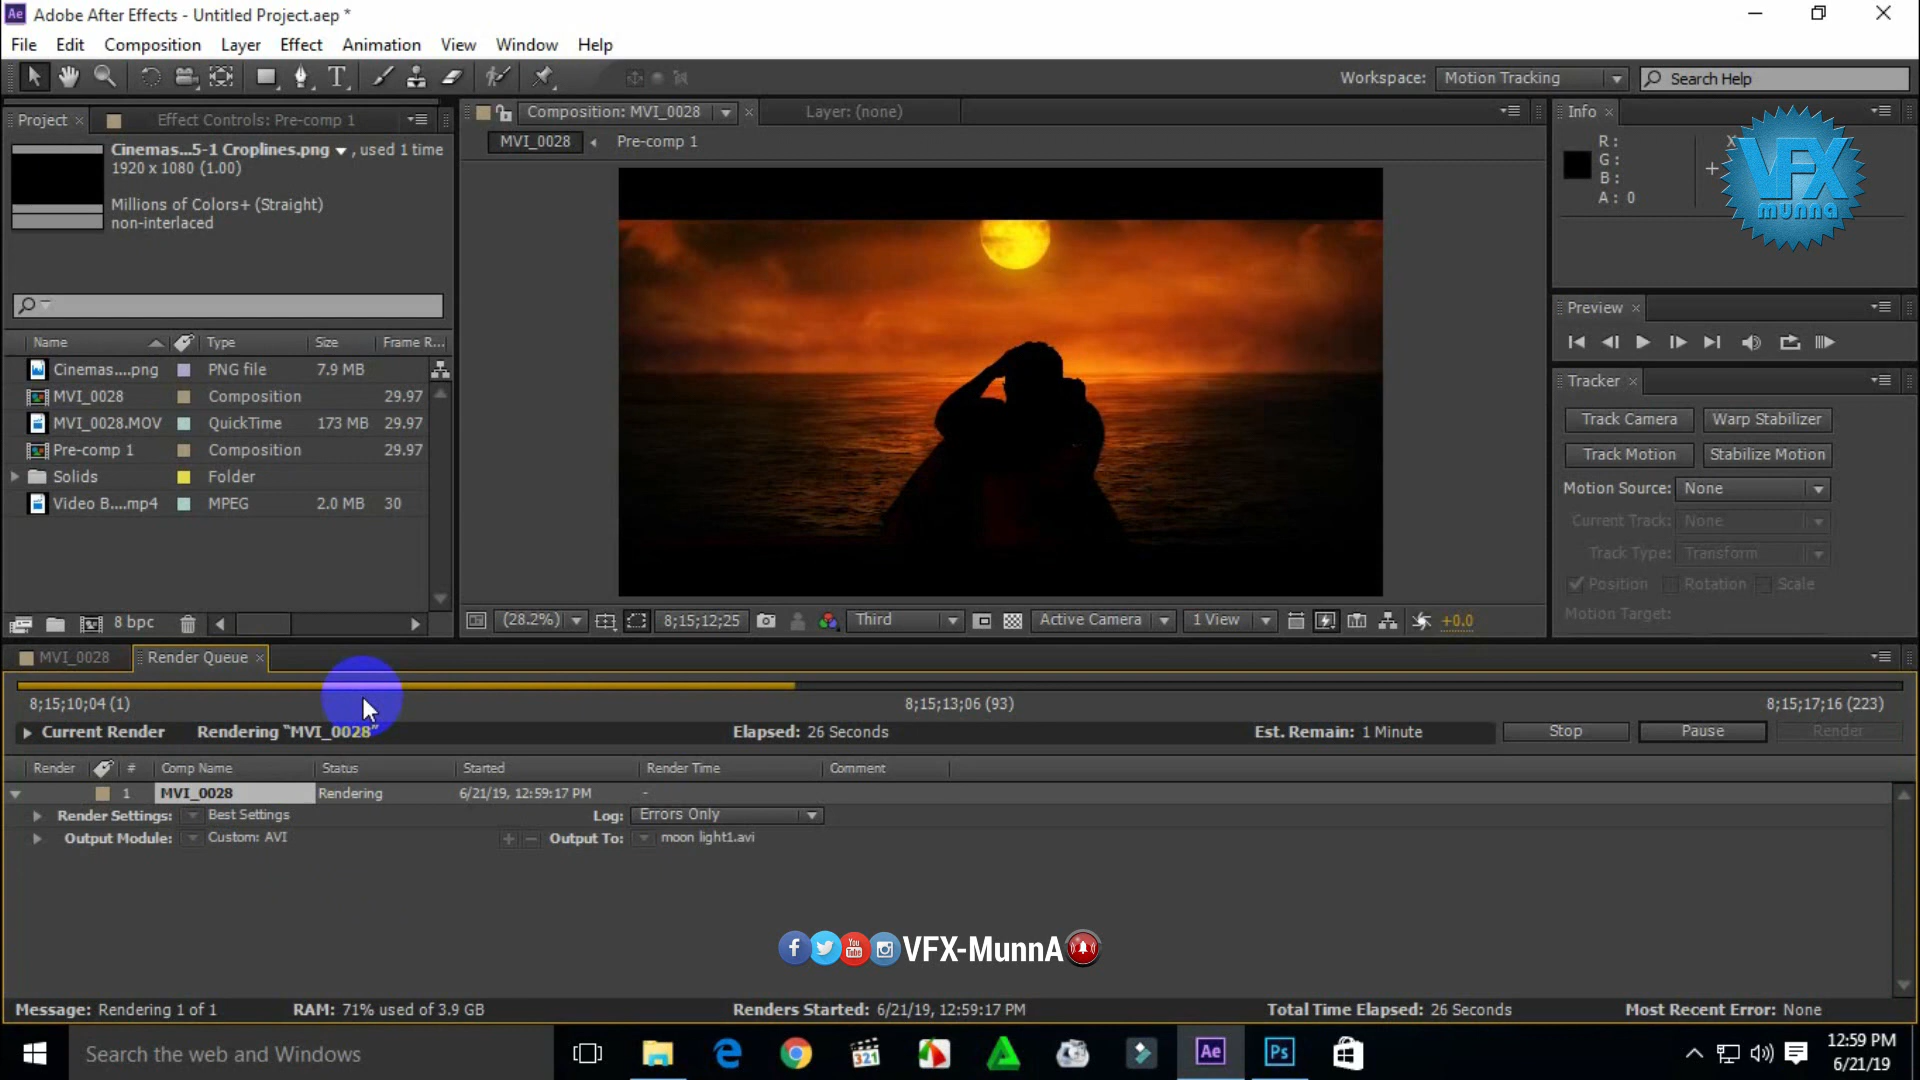 Adobe After Effects - Untitled Project.aep *
File Edit Composition Layer Effect Animation View Window Help
Workspace: Motion Tracking Search Help
Project Effect Controls: Pre-comp 1
Composition: MVI_0028 Layer: (none)
Info
MVI_0028 Pre-comp 1
Cinemas...5-1 Croplines.png , used 1 time
1920 x 1080 (1.00)
Millions of Colors+ (Straight)
non-interlaced
R :
G :
B :
A : 0
X
VFX
munna
Preview
Tracker
Name Type Size Frame R...
Cinemas....png PNG file 7.9 MB
MVI_0028 Composition 29.97
MVI_0028.MOV QuickTime 173 MB 29.97
Pre-comp 1 Composition 29.97
Solids Folder
Video B....mp4 MPEG 2.0 MB 30
Track Camera Warp Stabilizer
Track Motion Stabilize Motion
Motion Source: None
Current Track: None
Track Type: Transform
Position Rotation Scale
Motion Target:
8 bpc
(28.2%) 8;15;12;25 Third Active Camera 1 View +0.0
MVI_0028 Render Queue
8;15;10;04 (1) 8;15;13;06 (93) 8;15;17;16 (223)
Current Render Rendering "MVI_0028" Elapsed: 26 Seconds Est. Remain: 1 Minute Stop Pause Render
Render # Comp Name Status Started Render Time Comment
1 MVI_0028 Rendering 6/21/19, 12:59:17 PM -
Render Settings: Best Settings Log: Errors Only
Output Module: Custom: AVI Output To: moon light1.avi
You Tube VFX-MunnA
Message: Rendering 1 of 1 RAM: 71% used of 3.9 GB Renders Started: 6/21/19, 12:59:17 PM Total Time Elapsed: 26 Seconds Most Recent Error: None
Search the web and Windows 321 Ae Ps 12:59 PM
6/21/19